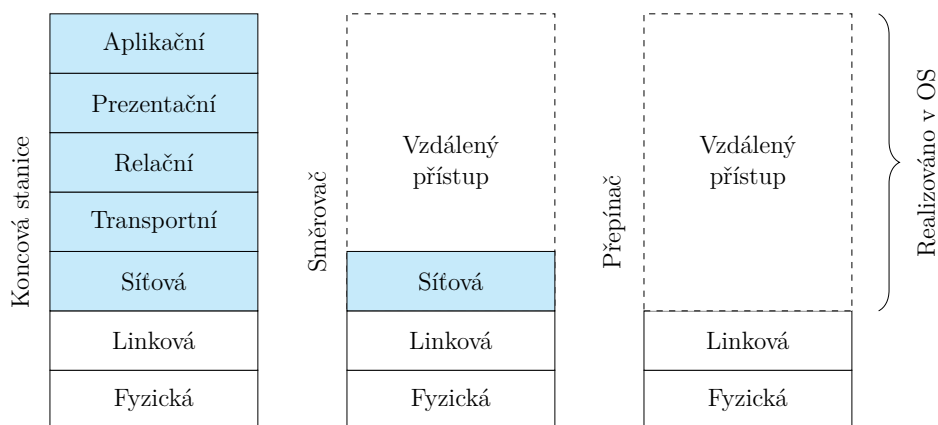 Koncová stanice
Aplikační
Prezentační
Relační
Transportní
Síťová
Linková
Fyzická
Směrovač
Vzdálený
přístup
Síťová
Linková
Fyzická
Přepínač
Vzdálený
přístup
Linková
Fyzická
Realizováno v OS